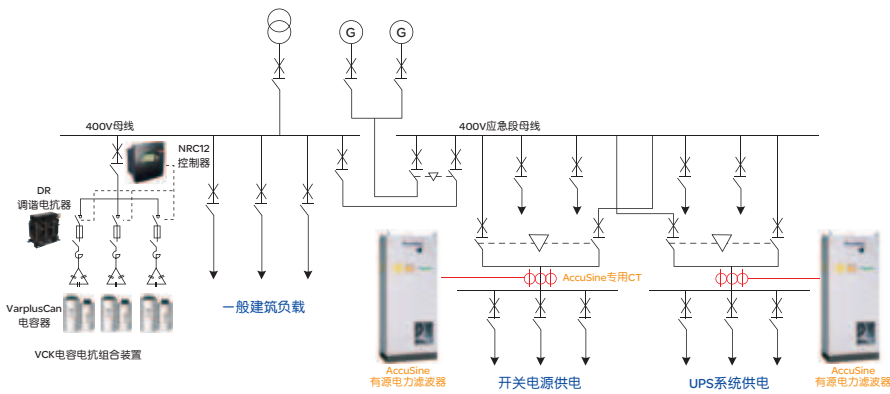 G
G
400V母线
400V应急段母线
NRC12
控制器
DR
调谐电抗器
AccuSine专用CT
VarplusCan
电容器
一般建筑负载
VCK电容电抗组合装置
AccuSine
有源电力滤波器
开关电源供电
UPS系统供电
AccuSine
有源电力滤波器